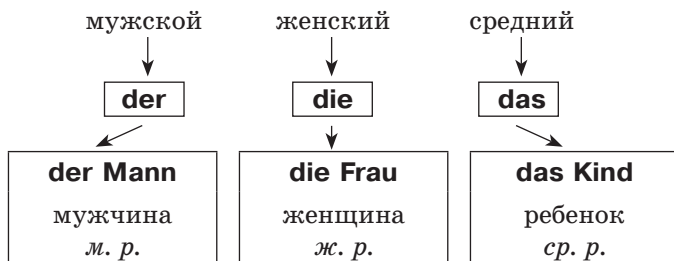 мужской женский средний
der die das
der Mann die Frau das Kind
мужчина женщина ребенок
м. р. ж. р. ср. р.